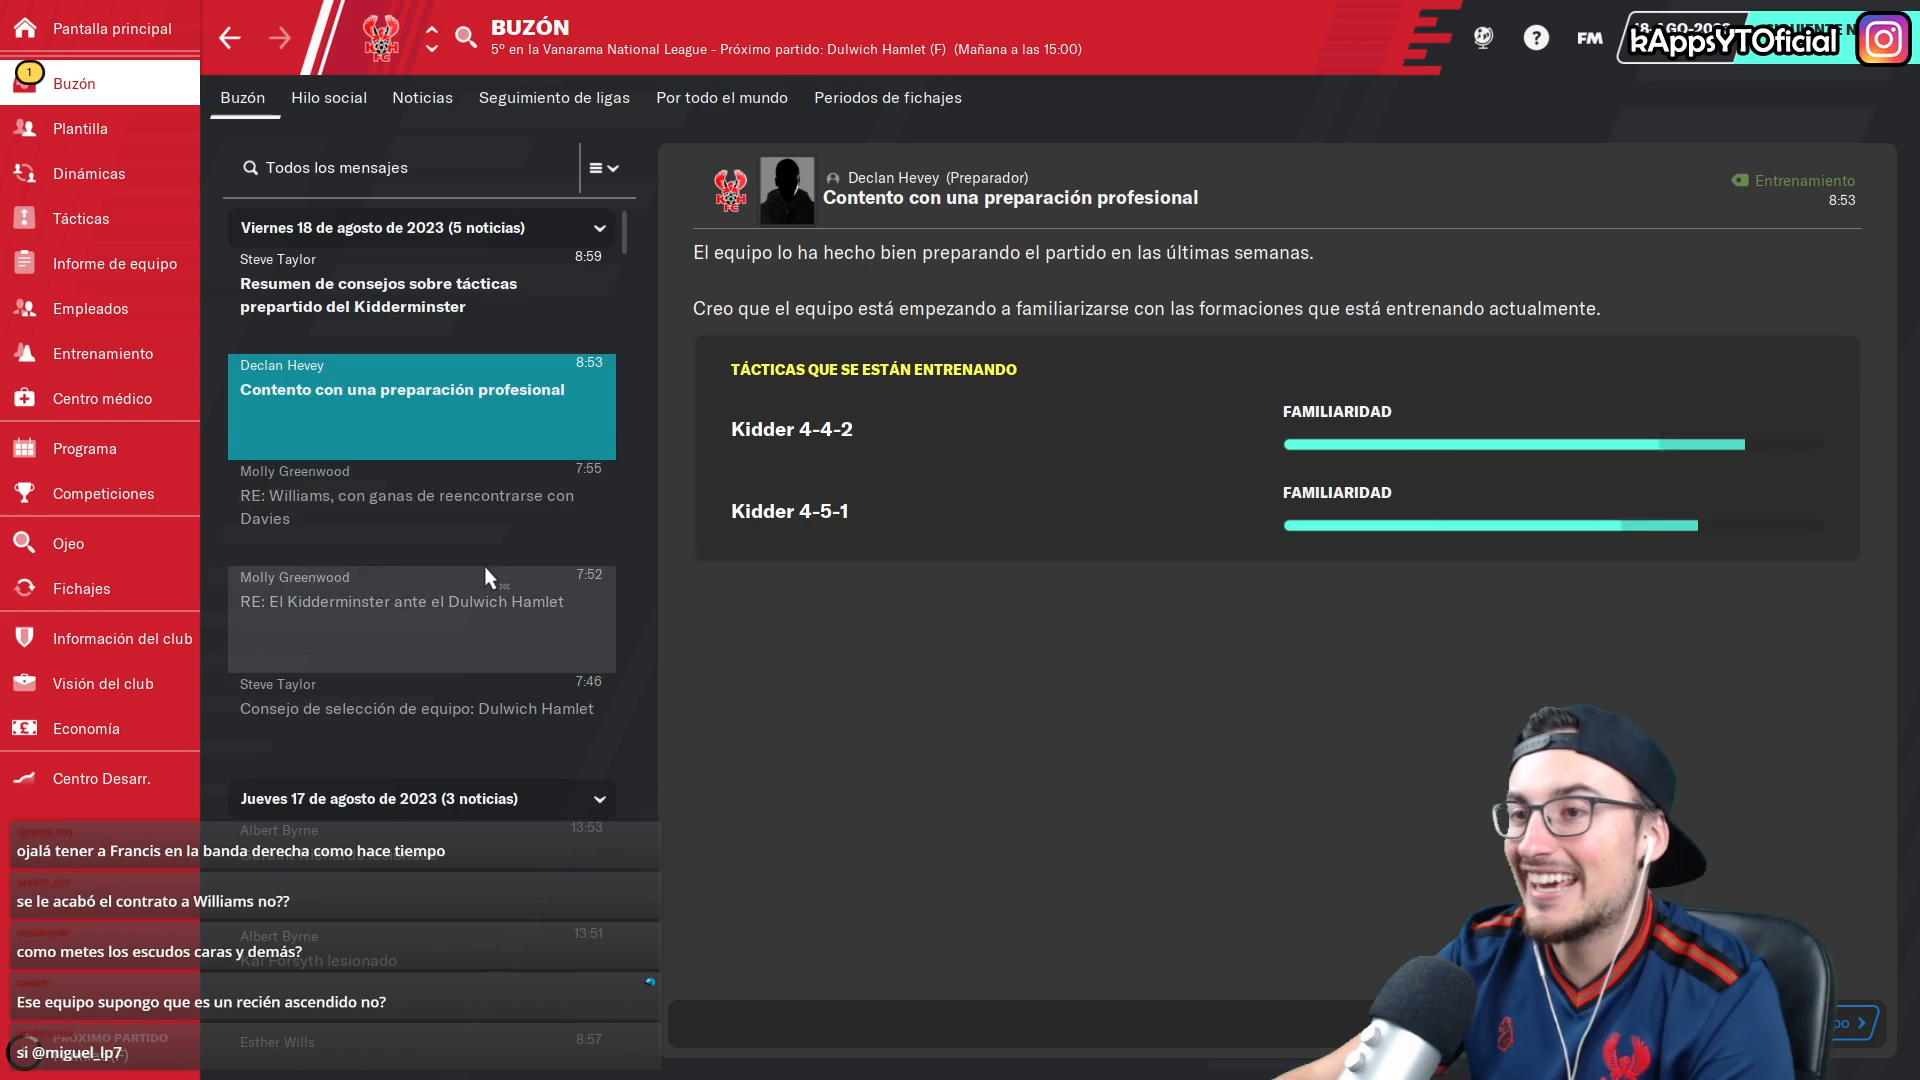 Pantalla principal
1
Buzón
Plantilla
Dinámicas
Tácticas
Informe de equipo
Empleados
Entrenamiento
Centro médico
Programa
Competiciones
Ojeo
Fichajes
Información del club
Visión del club
Economía
Centro Desarr.
BUZÓN
5º en la Vanarama National League - Próximo partido: Dulwich Hamlet (F) (Mañana a las 15:00)
FM
kAppsYTOficial
Buzón Hilo social Noticias Seguimiento de ligas Por todo el mundo Periodos de fichajes
Todos los mensajes
Viernes 18 de agosto de 2023 (5 noticias)
Steve Taylor 8:59
Resumen de consejos sobre tácticas
prepartido del Kidderminster
Declan Hevey 8:53
Contento con una preparación profesional
Molly Greenwood 7:55
RE: Williams, con ganas de reencontrarse con
Davies
Molly Greenwood 7:52
RE: El Kidderminster ante el Dulwich Hamlet
Steve Taylor 7:46
Consejo de selección de equipo: Dulwich Hamlet
Jueves 17 de agosto de 2023 (3 noticias)
Albert Byrne 13:53
ojalá tener a Francis en la banda derecha como hace tiempo
se le acabó el contrato a Williams no??
Albert Byrne 13:51
como metes los escudos caras y demás?
Kai Forsyth lesionado
Ese equipo supongo que es un recién ascendido no?
PRÓXIMO PARTIDO
Esther Wills 8:57
si @miguel_lp7
Declan Hevey (Preparador)
Contento con una preparación profesional
Entrenamiento
8:53
El equipo lo ha hecho bien preparando el partido en las últimas semanas.
Creo que el equipo está empezando a familiarizarse con las formaciones que está entrenando actualmente.
TÁCTICAS QUE SE ESTÁN ENTRENANDO
Kidder 4-4-2
FAMILIARIDAD
Kidder 4-5-1
FAMILIARIDAD